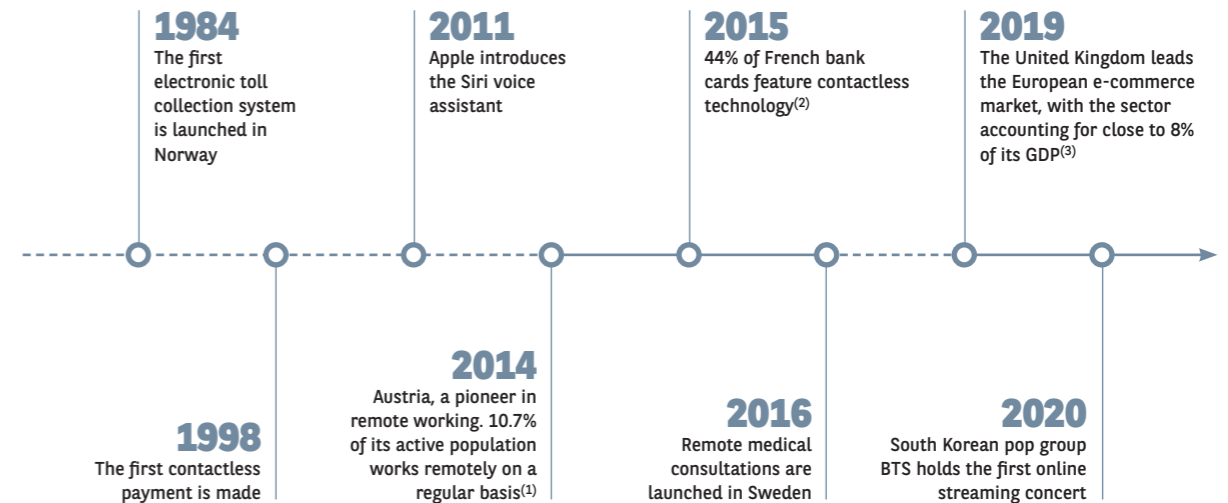 1984
The first
electronic toll
collection system
is launched in
Norway
2011
Apple introduces
the Siri voice
assistant
2015
44% of French bank
cards feature contactless
technology(2)
2019
The United Kingdom leads
the European e-commerce
market, with the sector
accounting for close to 8%
of its GDP(3)
1998
The first contactless
payment is made
2014
Austria, a pioneer in
remote working. 10.7%
of its active population
works remotely on a
regular basis(1)
2016
Remote medical
consultations are
launched in Sweden
2020
South Korean pop group
BTS holds the first online
streaming concert